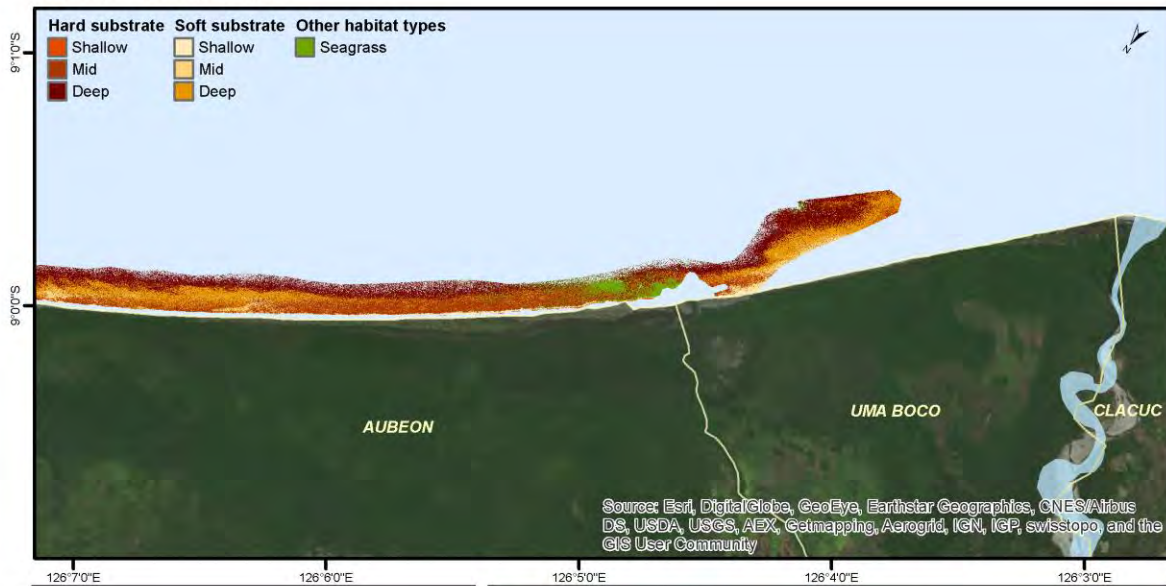 Hard substrate Soft substrate Other habitat types
Shallow Shallow Seagrass
Mid Mid
Deep Deep
N
9°1'0"S
9°0'0"S
AUBEON
UMA BOCO
CLACUC
Source: Esri, DigitalGlobe, GeoEye, Earthstar Geographics, CNES/Airbus
DS, USDA, USGS, AEX, Getmapping, Aerogrid, IGN, IGP, swisstopo, and the
GIS User Community
126°7'0"E 126°6'0"E 126°5'0"E 126°4'0"E 126°3'0"E